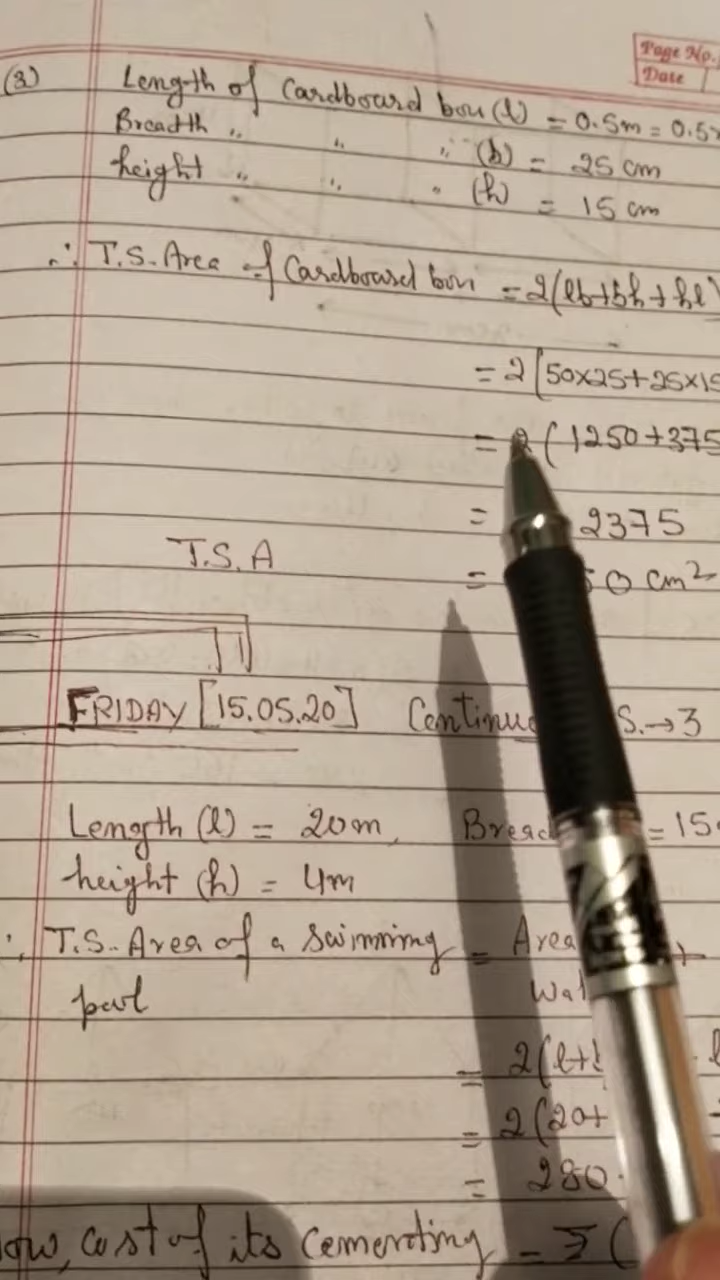 Page No.
Date
(3) Length of Cardboard box (l) = 0.5m = 0.5×
Breadth " " " (b) = 25 cm
height " " " (h) = 15 cm
∴ T.S. Area of Cardboard box = 2(lb+bh+hl)
= 2[50×25+25×15
= 2(1250+375
= 2375
T.S.A = 50 cm²
FRIDAY [15.05.20] Continue S.→3
Length (l) = 20m, Bread = 15
height (h) = 4m
∴ T.S. Area of a swimming = Area +
pool Wal
= 2(l+
= 2(20+
= 280
Now, cost of its cementing =